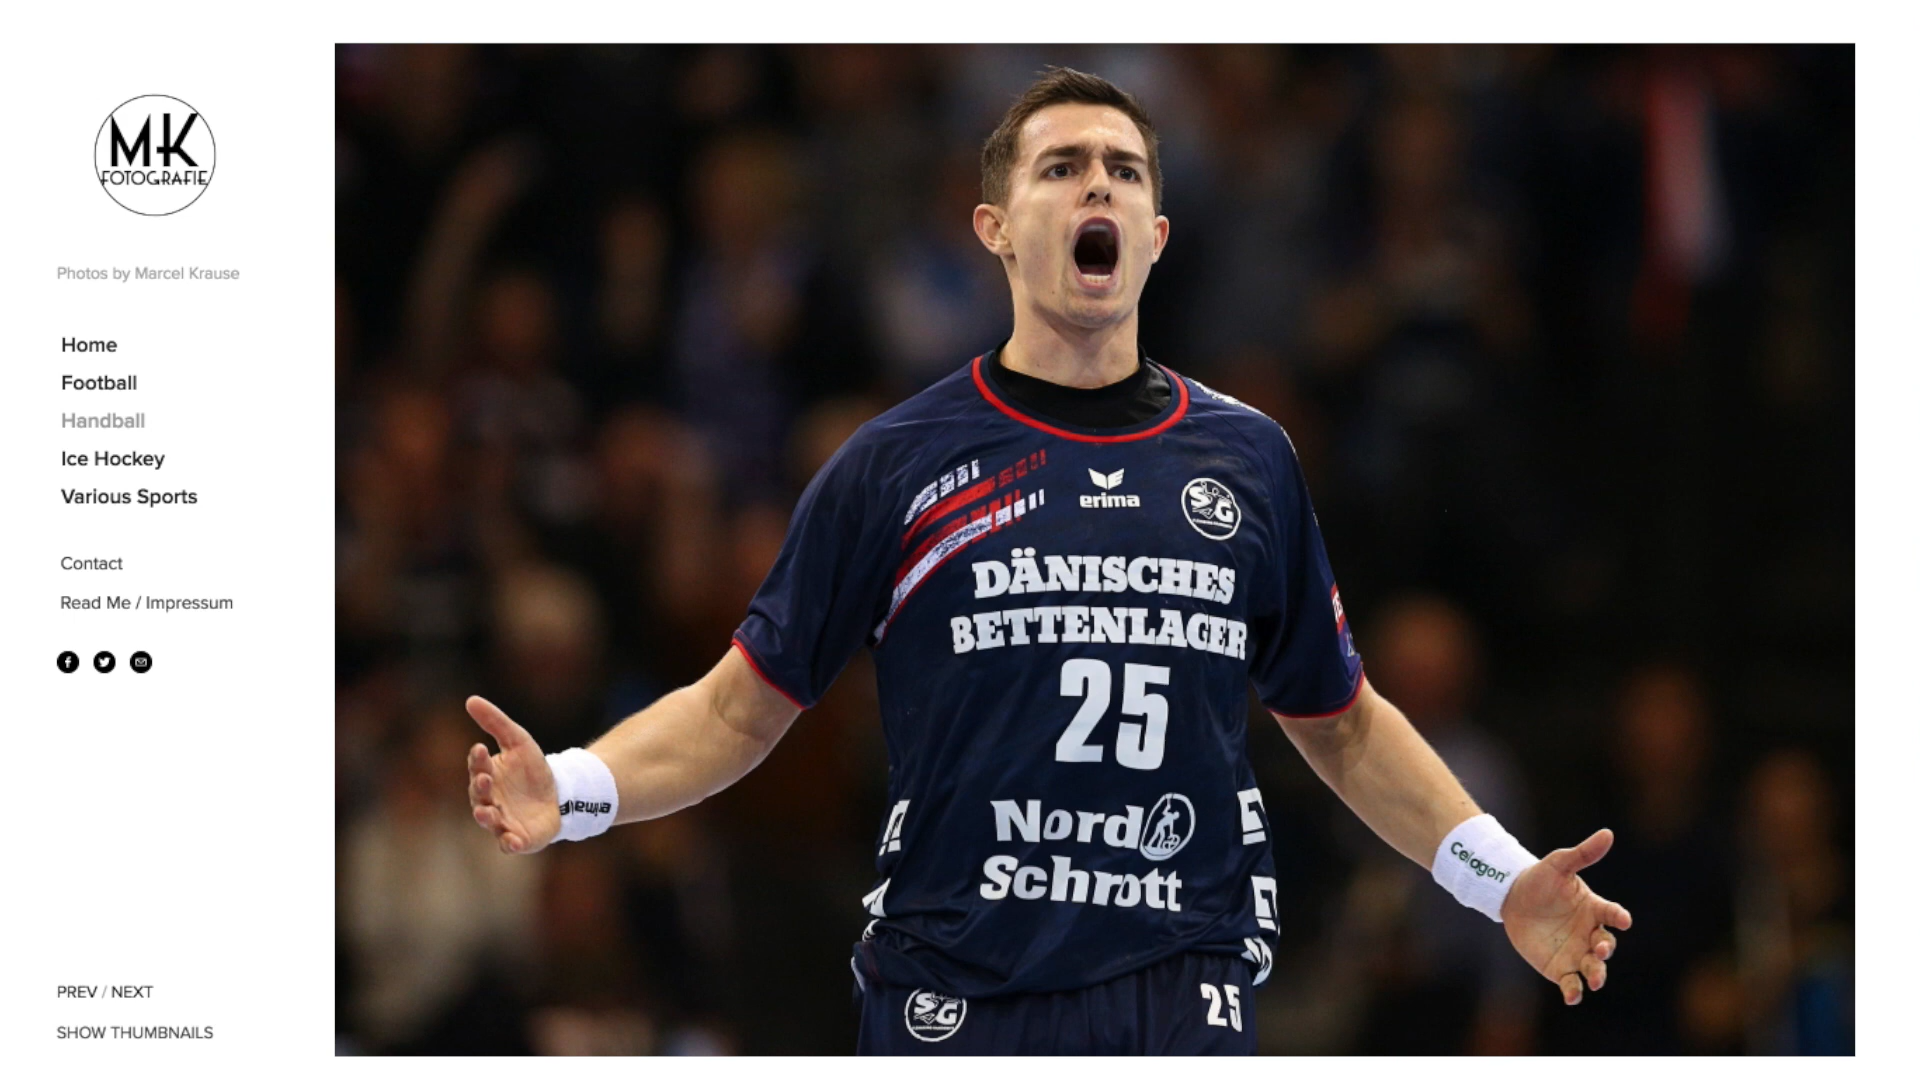 MK
FOTOGRAFIE
Photos by Marcel Krause
Home
Football
Handball
Ice Hockey
Various Sports
Contact
Read Me / Impressum
PREV / NEXT
SHOW THUMBNAILS
erima
SG
DÄNISCHES
BETTENLAGER
25
Nord
Schrott
erima
Celagon
SG
25